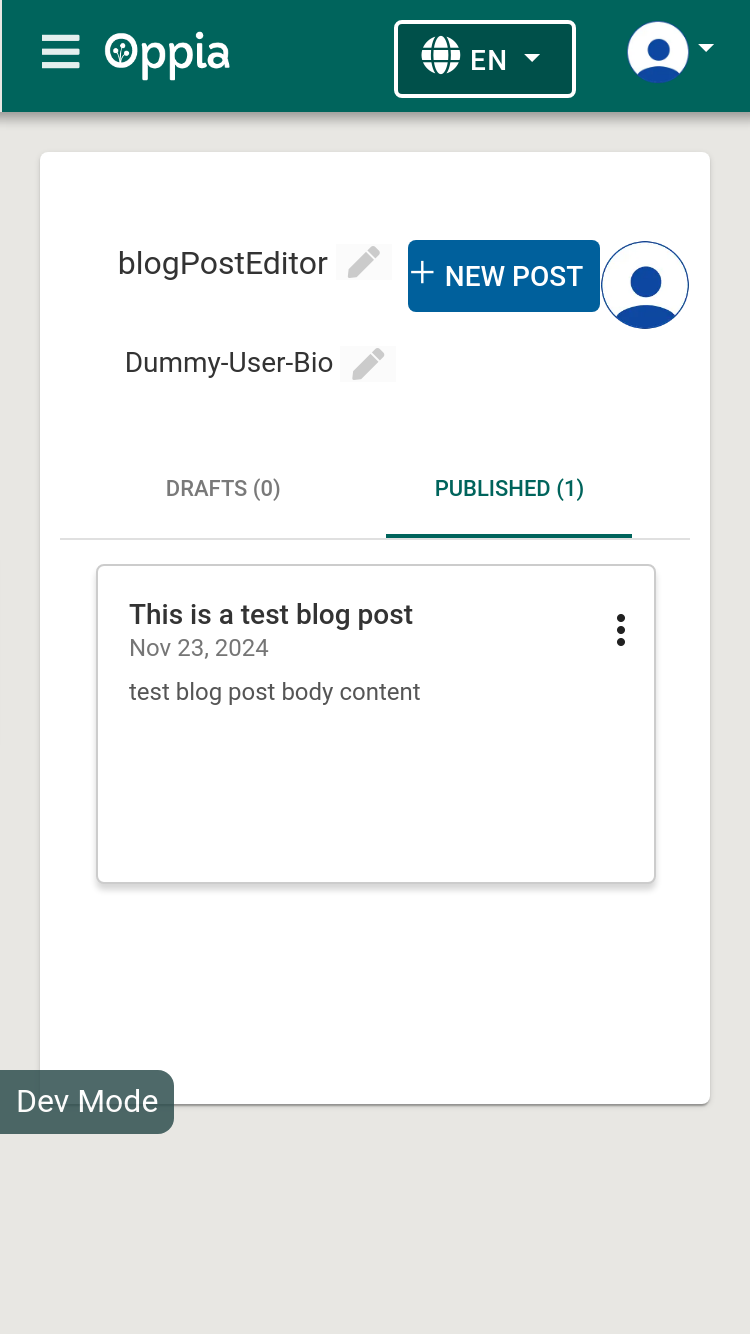 Oppia
EN
blogPostEditor
+ NEW POST
Dummy-User-Bio
DRAFTS (0)
PUBLISHED (1)
This is a test blog post
Nov 23, 2024
test blog post body content
Dev Mode